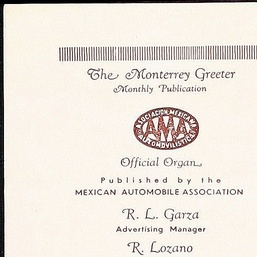 The Monterrey Greeter
Monthly Publication
ASOCIACION MEXICANA
AMA
AUTOMOVILISTICA
Official Organ
Published by the
MEXICAN AUTOMOBILE ASSOCIATION
R. L. Garza
Advertising Manager
R. Lozano